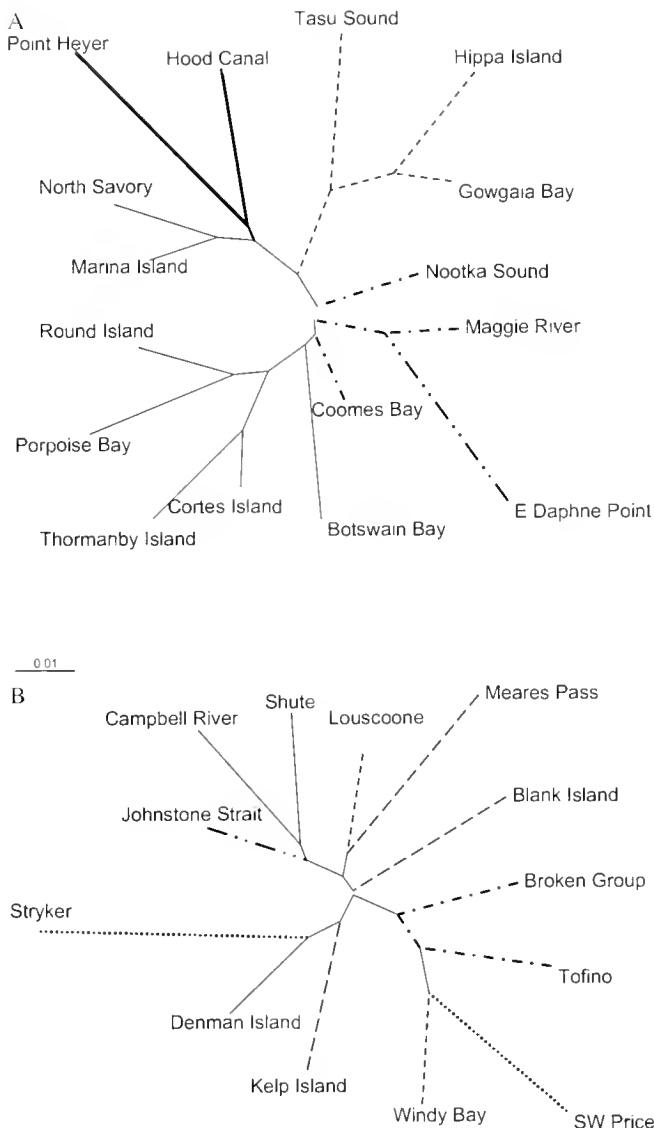 A
Point Heyer
Hood Canal
Tasu Sound
Hippa Island
North Savory
Gowgaia Bay
Marina Island
Nootka Sound
Round Island
Maggie River
Coomes Bay
Porpoise Bay
Cortes Island
E Daphne Point
Thormanby Island
Botswain Bay
0.01
B
Campbell River
Shute
Louscoone
Meares Pass
Johnstone Strait
Blank Island
Broken Group
Stryker
Tofino
Denman Island
Kelp Island
Windy Bay
SW Price